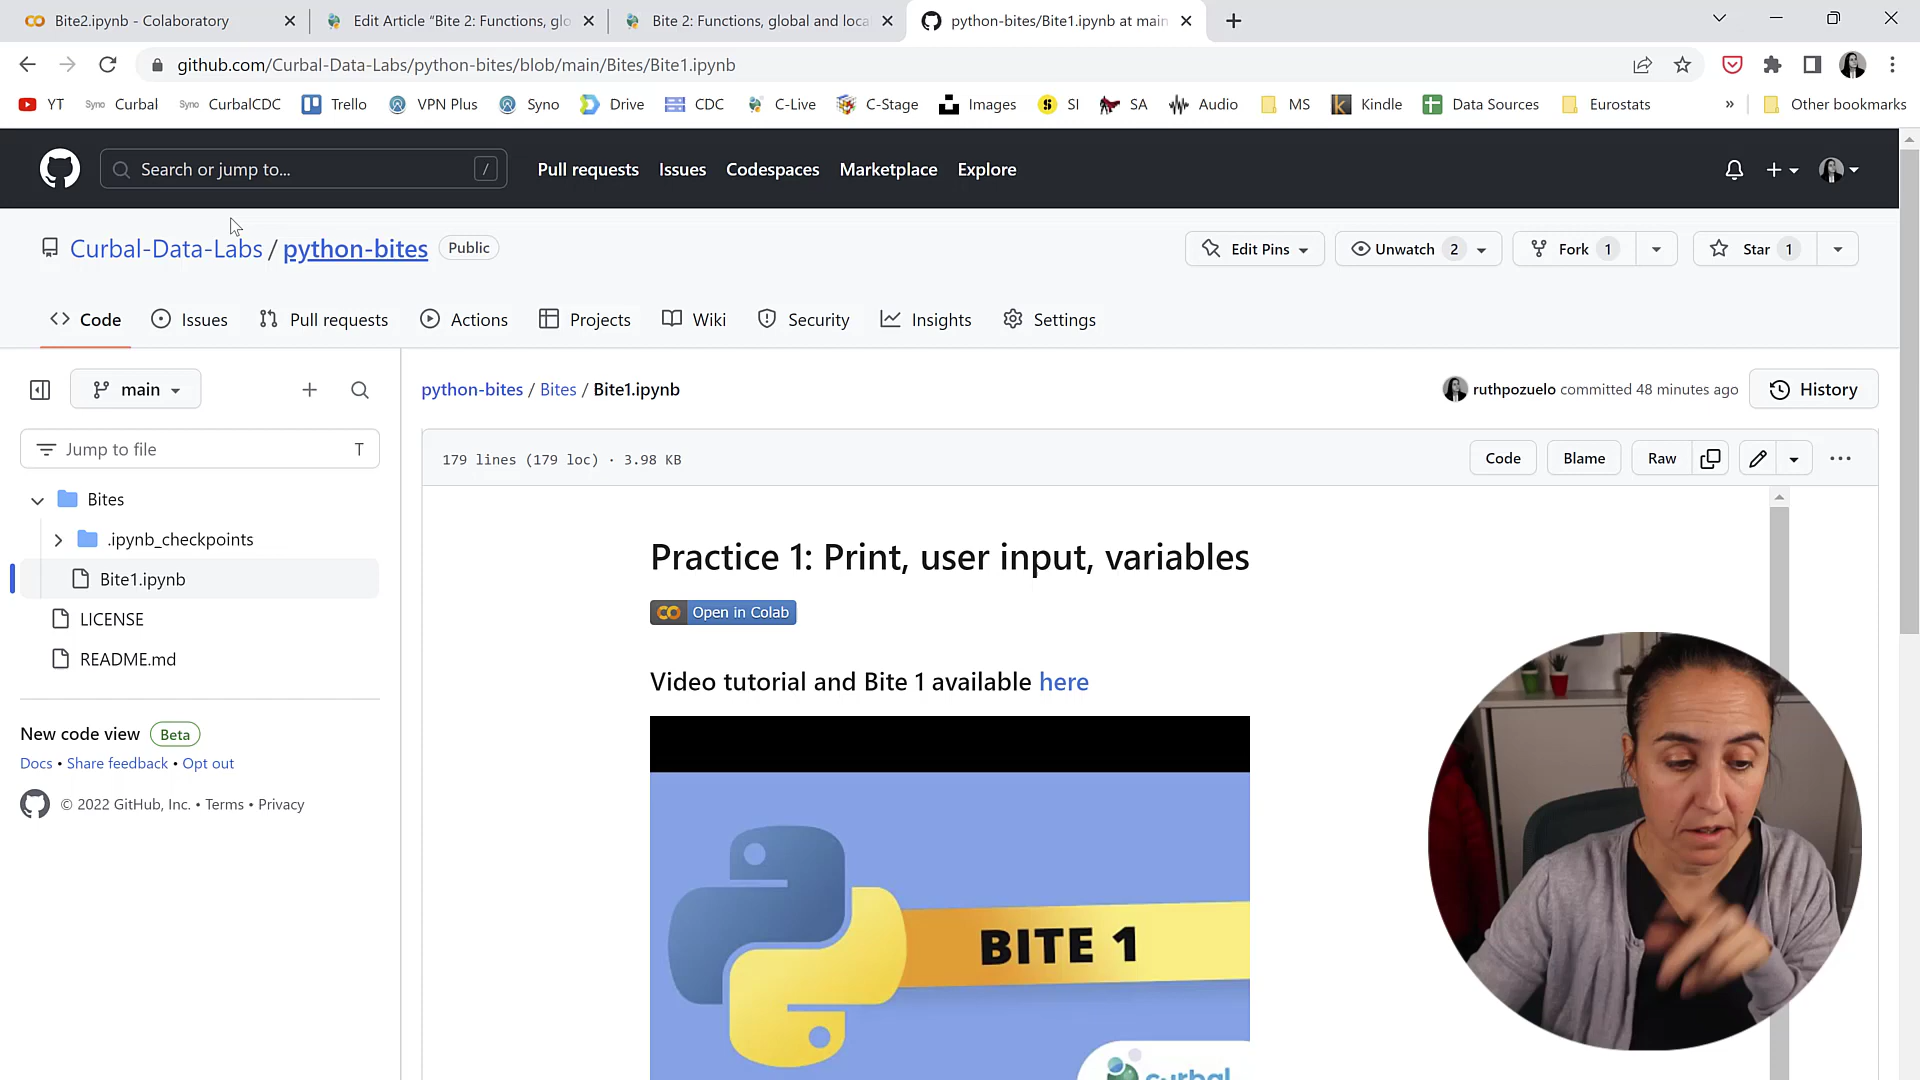 Bite2.ipynb - Colaboratory
Edit Article “Bite 2: Functions, glo
Bite 2: Functions, global and loca
python-bites/Bite1.ipynb at main
github.com/Curbal-Data-Labs/python-bites/blob/main/Bites/Bite1.ipynb
YT
Syno Curbal
Syno CurbalCDC
Trello
VPN Plus
Syno
Drive
CDC
C-Live
C-Stage
Images
SI
SA
Audio
MS
Kindle
Data Sources
Eurostats
»
Other bookmarks
Search or jump to... /
Pull requests Issues Codespaces Marketplace Explore
Curbal-Data-Labs / python-bites Public
Edit Pins
Unwatch 2
Fork 1
Star 1
Code
Issues
Pull requests
Actions
Projects
Wiki
Security
Insights
Settings
main
Jump to file T
Bites
.ipynb_checkpoints
Bite1.ipynb
LICENSE
README.md
New code view Beta
Docs • Share feedback • Opt out
© 2022 GitHub, Inc. • Terms • Privacy
python-bites / Bites / Bite1.ipynb
ruthpozuelo committed 48 minutes ago
History
179 lines (179 loc) · 3.98 KB
Code
Blame
Raw
Practice 1: Print, user input, variables
Open in Colab
Video tutorial and Bite 1 available here
BITE 1
curbal